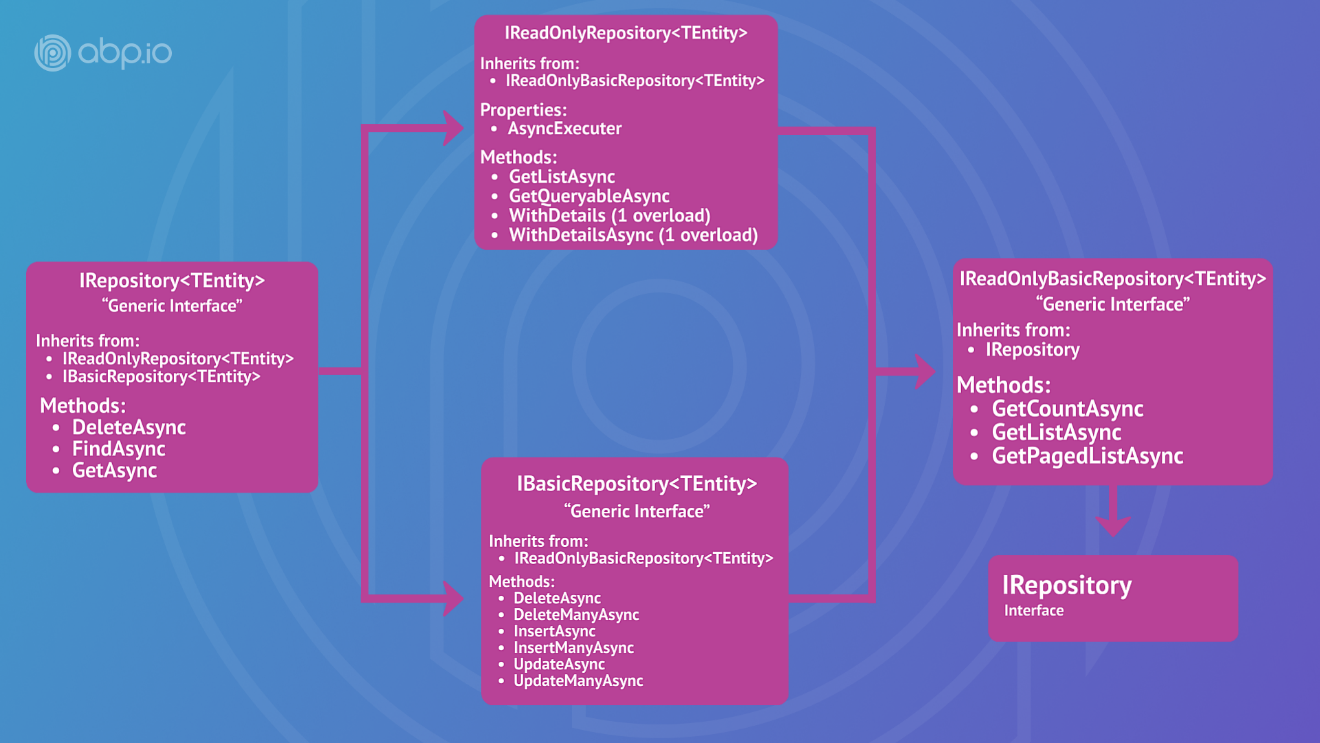 abp.io
IReadOnlyRepository<TEntity>
Inherits from:
• IReadOnlyBasicRepository<TEntity>
Properties:
• AsyncExecuter
Methods:
• GetListAsync
• GetQueryableAsync
• WithDetails (1 overload)
• WithDetailsAsync (1 overload)
IRepository<TEntity>
“Generic Interface”
Inherits from:
• IReadOnlyRepository<TEntity>
• IBasicRepository<TEntity>
Methods:
• DeleteAsync
• FindAsync
• GetAsync
IBasicRepository<TEntity>
“Generic Interface”
Inherits from:
• IReadOnlyBasicRepository<TEntity>
Methods:
• DeleteAsync
• DeleteManyAsync
• InsertAsync
• InsertManyAsync
• UpdateAsync
• UpdateManyAsync
IReadOnlyBasicRepository<TEntity>
“Generic Interface”
Inherits from:
• IRepository
Methods:
• GetCountAsync
• GetListAsync
• GetPagedListAsync
IRepository
Interface